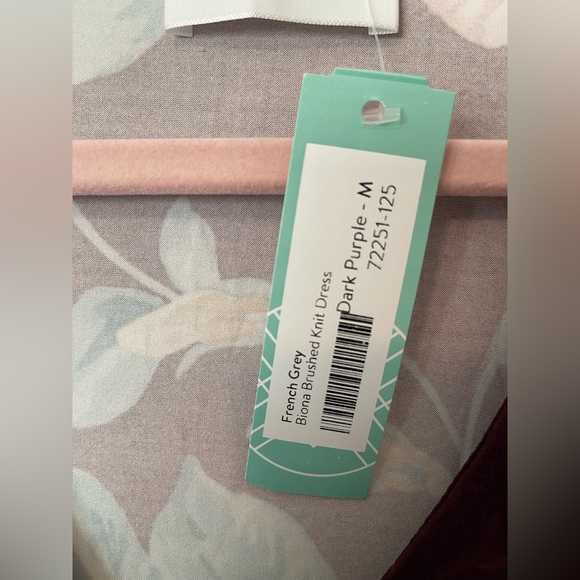 French Grey
Biona Brushed Knit Dress
Dark Purple - M
72251-125